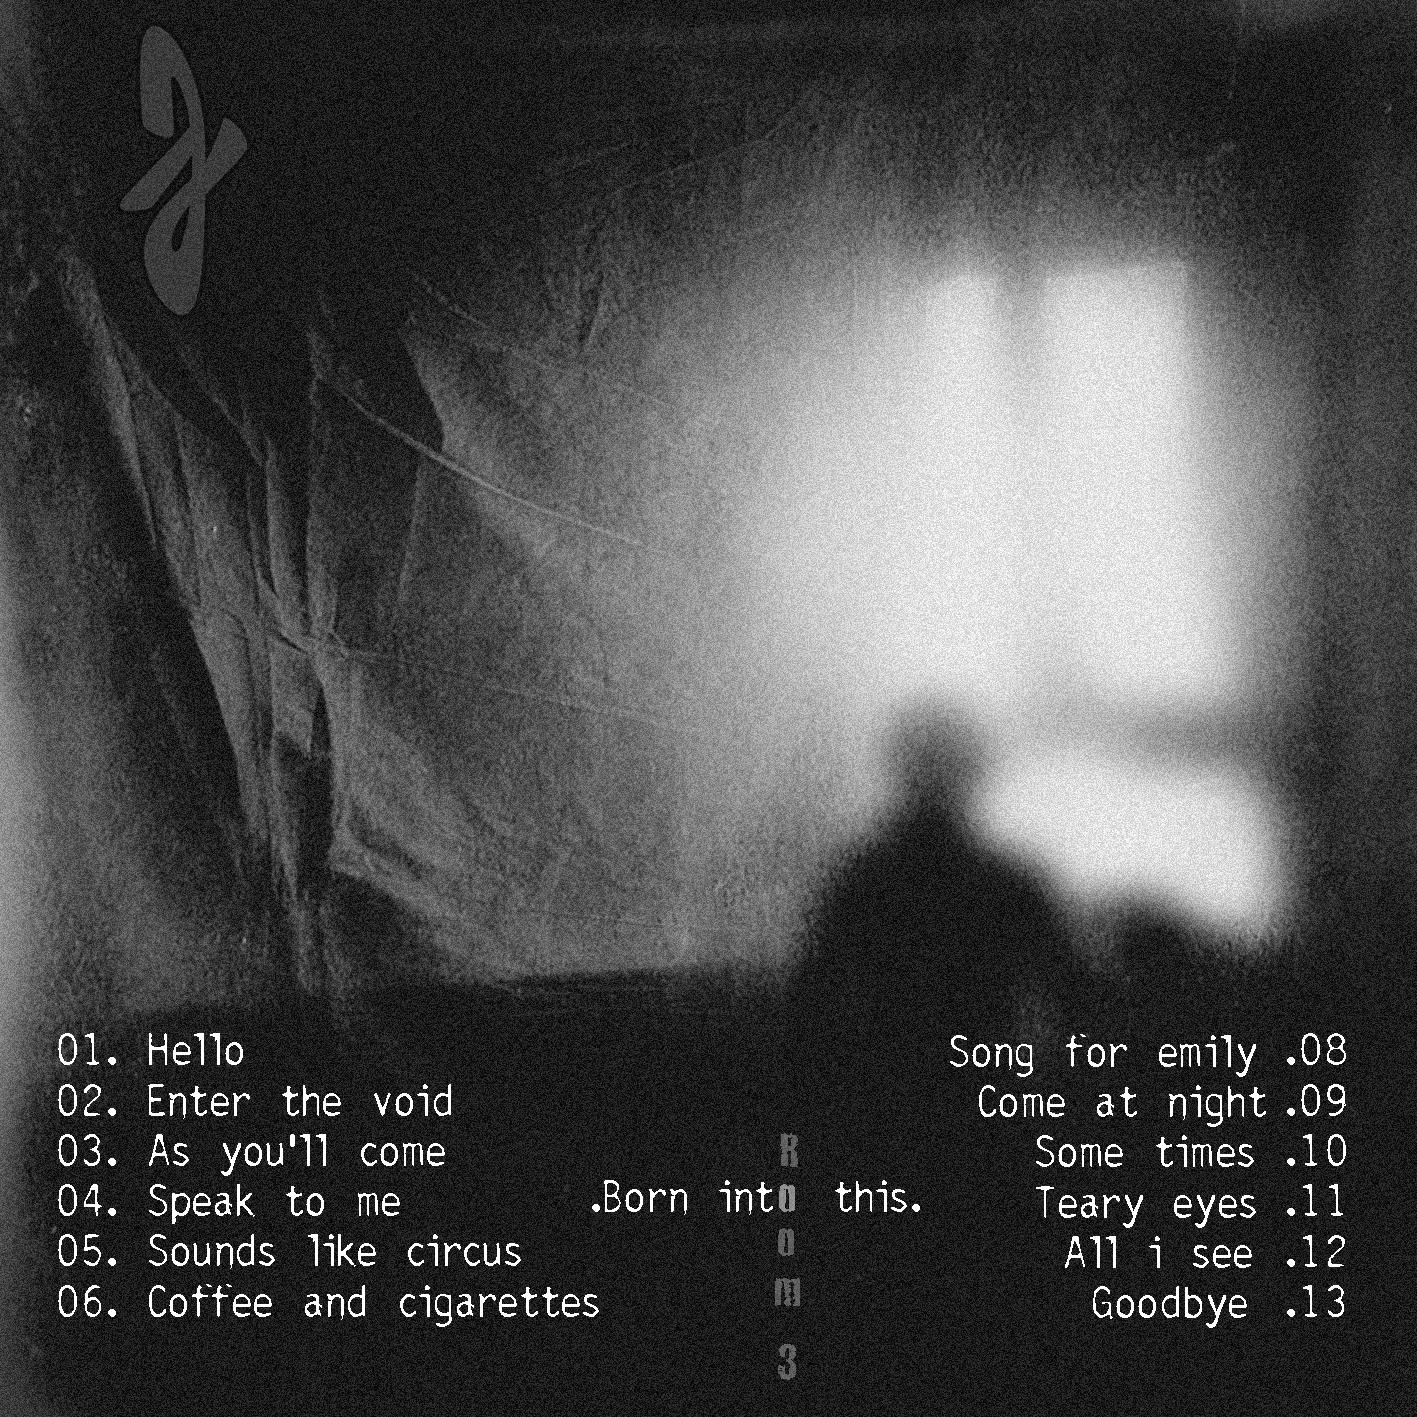 01. Hello
02. Enter the void
03. As you'll come
04. Speak to me
05. Sounds like circus
06. Coffee and cigarettes
.Born into this.
Room 3
Song for emily .08
Come at night .09
Some times .10
Teary eyes .11
All i see .12
Goodbye .13